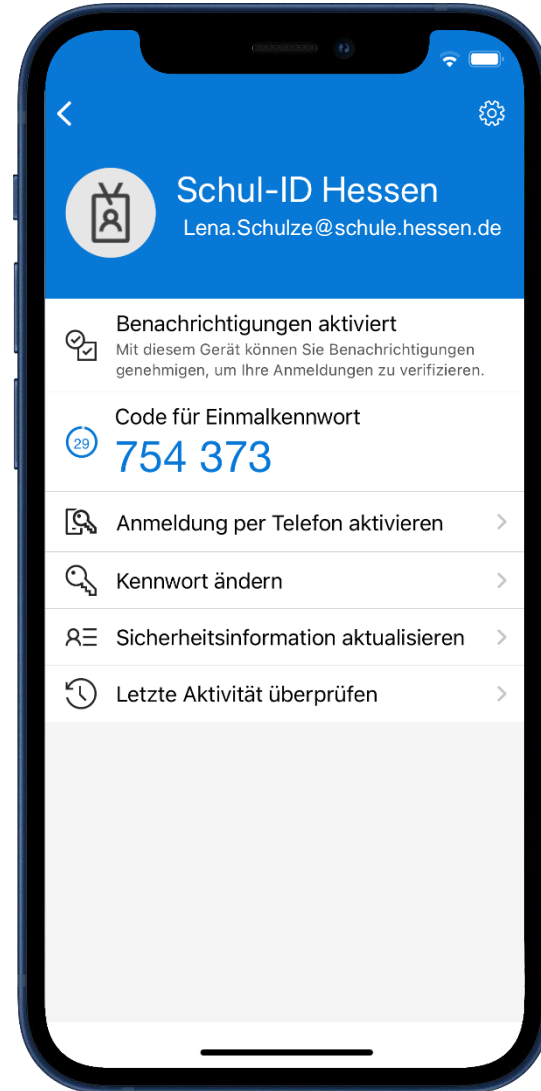 Schul-ID Hessen
Lena.Schulze@schule.hessen.de
Benachrichtigungen aktiviert
Mit diesem Gerät können Sie Benachrichtigungen
genehmigen, um Ihre Anmeldungen zu verifizieren.
Code für Einmalkennwort
29
754 373
Anmeldung per Telefon aktivieren
Kennwort ändern
Sicherheitsinformation aktualisieren
Letzte Aktivität überprüfen